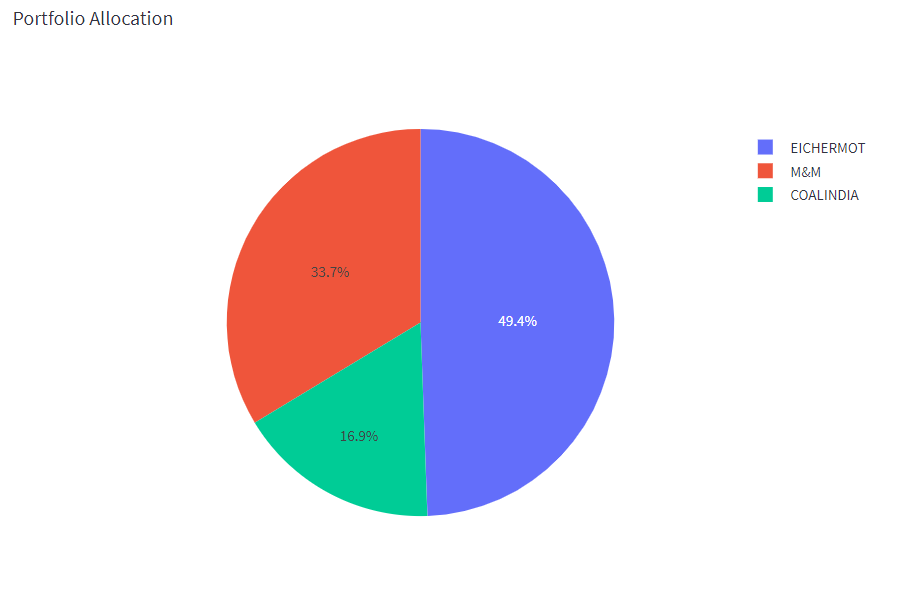 Portfolio Allocation
EICHERMOT
M&M
COALINDIA
33.7%
49.4%
16.9%